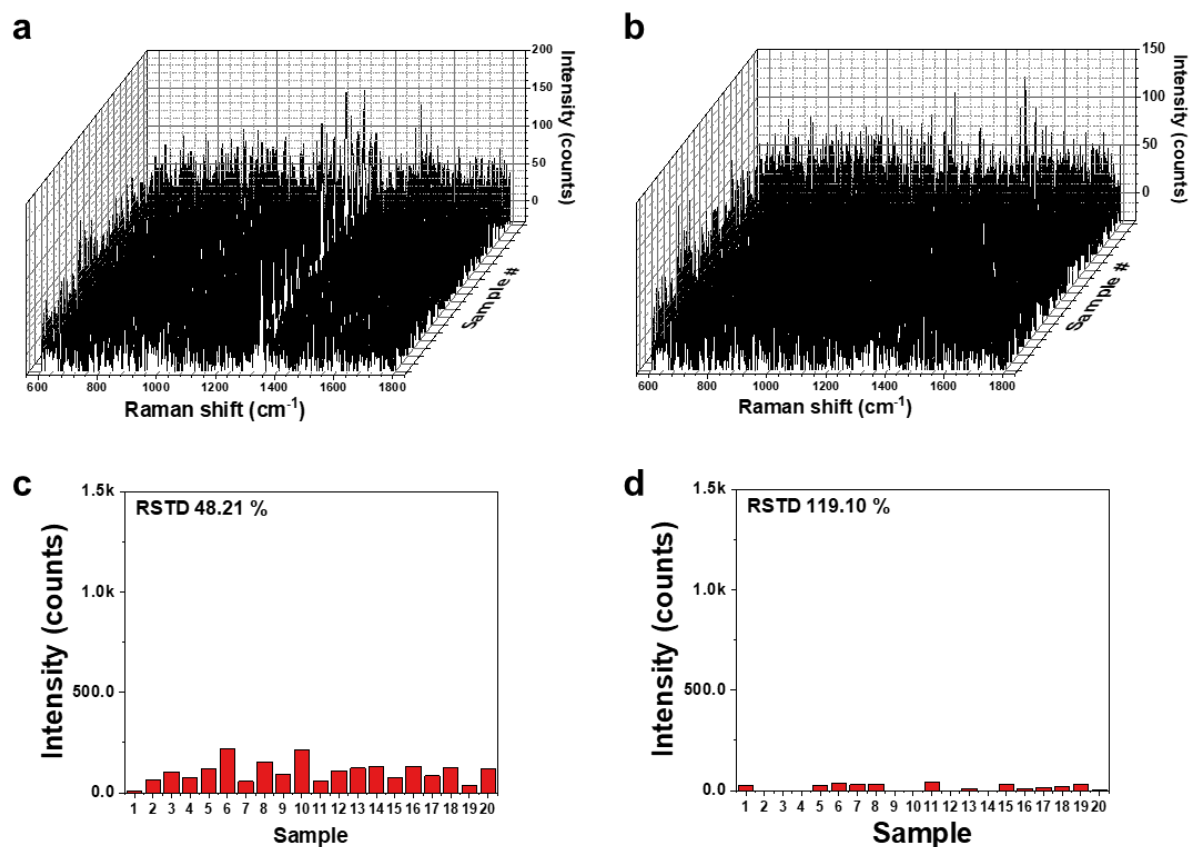 a
200
150
100
50
0
Intensity (counts)
Sample #
600 800 1000 1200 1400 1600 1800
Raman shift (cm-1)
b
150
100
50
0
Intensity (counts)
Sample #
600 800 1000 1200 1400 1600 1800
Raman shift (cm-1)
c
RSTD 48.21 %
1.5k
1.0k
500.0
0.0
Intensity (counts)
1 2 3 4 5 6 7 8 9 10 11 12 13 14 15 16 17 18 19 20
Sample
d
RSTD 119.10 %
1.5k
1.0k
500.0
0.0
Intensity (counts)
1 2 3 4 5 6 7 8 9 10 11 12 13 14 15 16 17 18 19 20
Sample